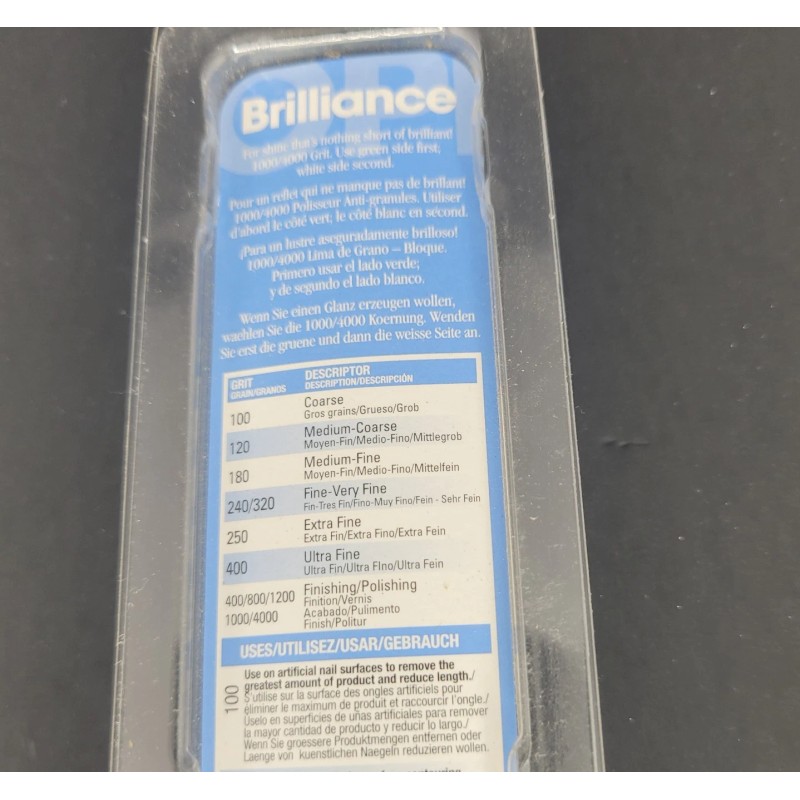 OPI
Brilliance
For shine that's nothing short of brilliant!
1000/4000 Grit. Use green side first;
white side second.
Pour un reflet qui ne manque pas de brillant!
1000/4000 Polisseur Anti-granules. Utiliser
d'abord le côté vert; le côté blanc en second.
¡Para un lustre aseguradamente brilloso!
1000/4000 Lima de Grano – Bloque.
Primero usar el lado verde;
y de segundo el lado blanco.
Wenn Sie einen Glanz erzeugen wollen,
waehlen Sie die 1000/4000 Koernung. Wenden
Sie erst die gruene und dann die weisse Seite an.
GRIT DESCRIPTOR
GRAIN/GRANOS DESCRIPTION/DESCRIPCIÓN
100 Coarse
Gros grains/Grueso/Grob
120 Medium-Coarse
Moyen-Fin/Medio-Fino/Mittlegrob
180 Medium-Fine
Moyen-Fin/Medio-Fino/Mittelfein
240/320 Fine-Very Fine
Fin-Tres Fin/Fino-Muy Fino/Fein - Sehr Fein
250 Extra Fine
Extra Fin/Extra Fino/Extra Fein
400 Ultra Fine
Ultra Fin/Ultra FIno/Ultra Fein
400/800/1200 Finishing/Polishing
Finition/Vernis
1000/4000 Acabado/Pulimento
Finish/Politur
USES/UTILISEZ/USAR/GEBRAUCH
100 Use on artificial nail surfaces to remove the
greatest amount of product and reduce length./
S'utilise sur la surface des ongles artificiels pour
éliminer le maximum de produit et raccourcir l'ongle./
Uselo en superficies de uñas artificiales para remover
la mayor cantidad de producto y reducir lo largo./
Wenn Sie groessere Produktmengen entfernen oder
Laenge von kuenstlichen Naegeln reduzieren wollen.